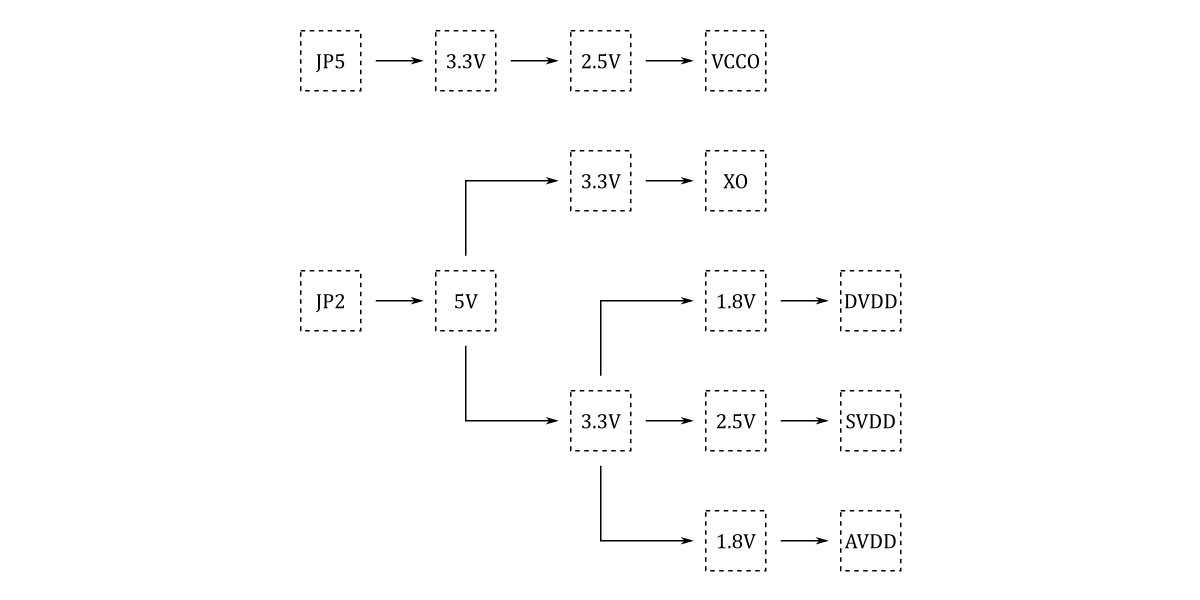 JP5 3.3V 2.5V VCCO
3.3V XO
JP2 5V 1.8V DVDD
3.3V 2.5V SVDD
1.8V AVDD